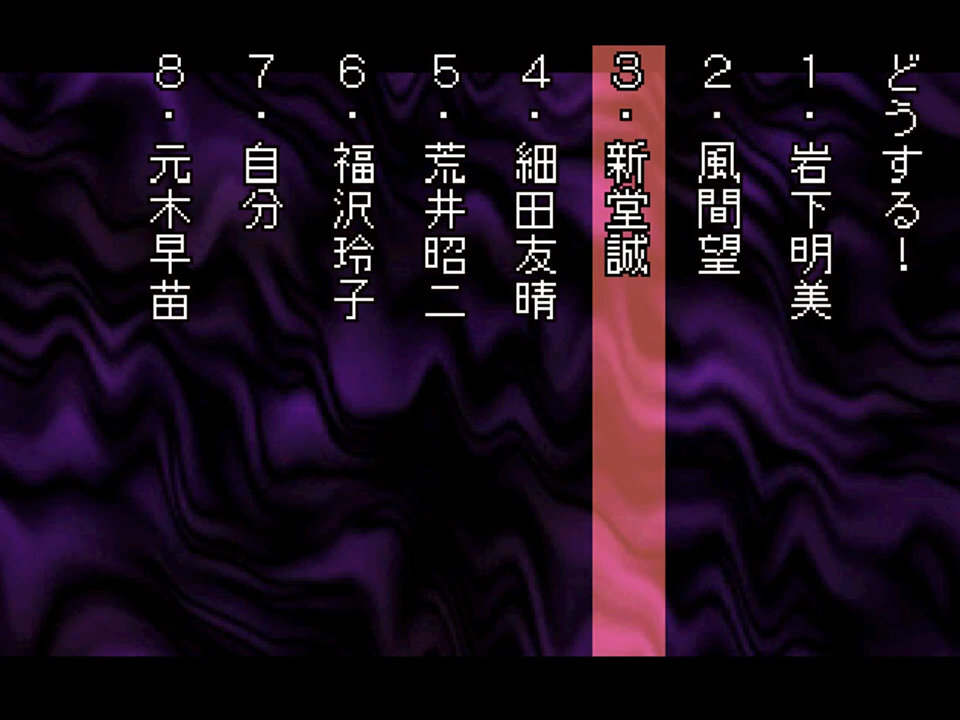 どうする！
1・岩下明美
2・風間望
3・新堂誠
4・細田友晴
5・荒井昭二
6・福沢玲子
7・自分
8・元木早苗